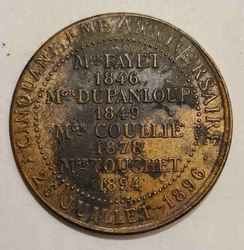 CINQUANTIÈME ANNIVERSAIRE
Mgr FAYET
1846
Mgr DUPANLOUP
1849
Mgr COULLIÉ
1878
Mgr TOUCHET
1894
26 JUILLET 1896